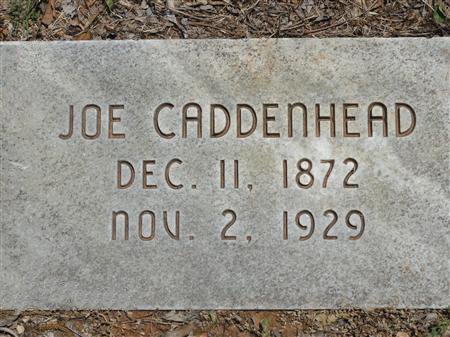 JOE CADDENHEAD
DEC. 11, 1872
NOV. 2, 1929